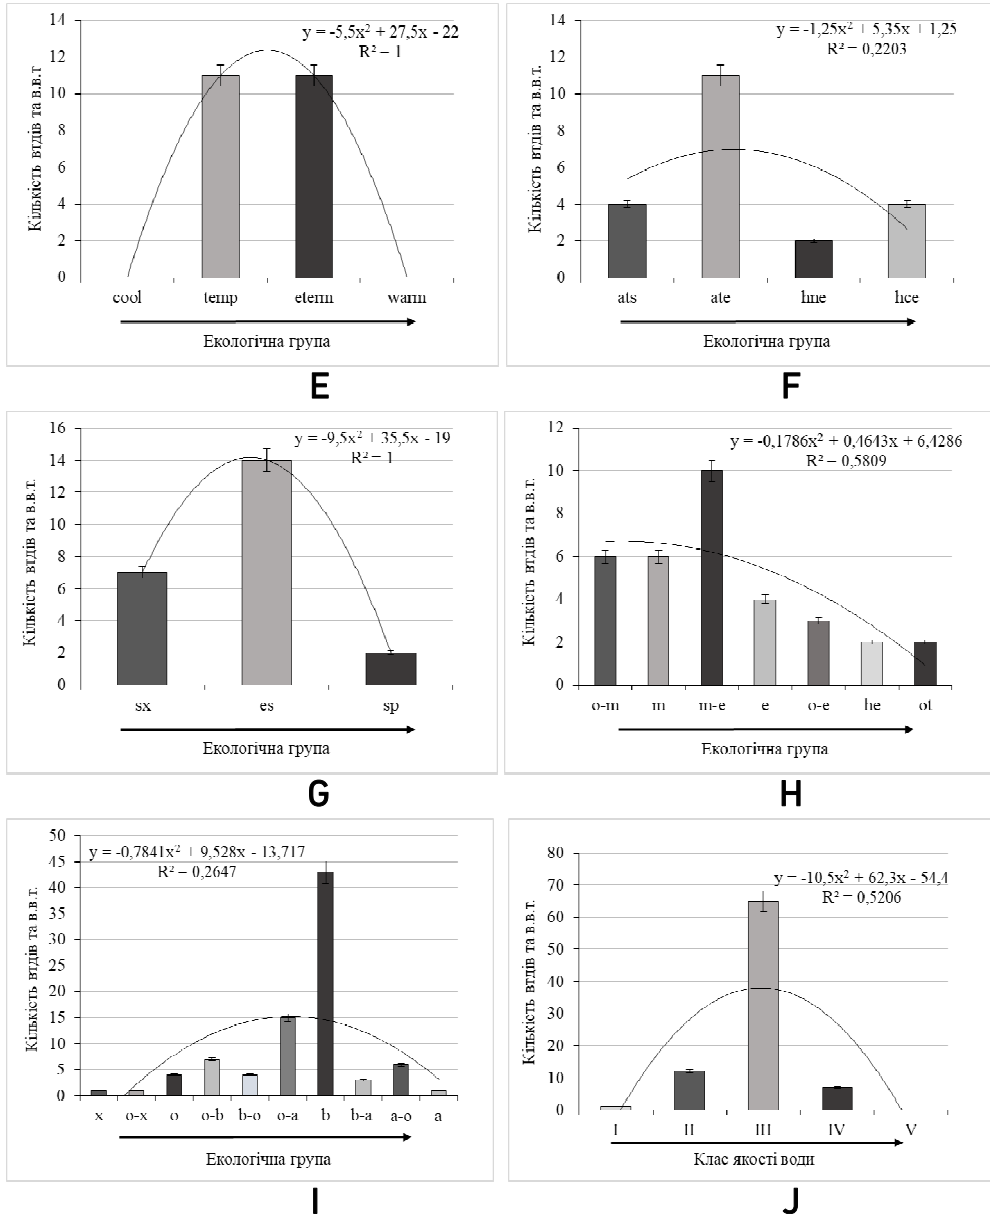 14
12
10
8
6
4
2
0
Кількість втдів та в.в.т.
y = -5,5x² + 27,5x - 22
R² = 1
cool temp eterm warm
Екологічна група
E
14
12
10
8
6
4
2
0
Кількість втдів та в.в.т.
y = -1,25x² + 5,35x + 1,25
R² = 0,2203
ats ate hne hce
Екологічна група
F
16
14
12
10
8
6
4
2
0
Кількість втдів та в.в.т.
y = -9,5x² + 35,5x - 19
R² = 1
sx es sp
Екологічна група
G
12
10
8
6
4
2
0
Кількість втдів та в.в.т.
y = -0,1786x² + 0,4643x + 6,4286
R² = 0,5809
o-m m m-e e o-e he ot
Екологічна група
H
50
45
40
35
30
25
20
15
10
5
0
Кількість втдів та в.в.т.
y = -0,7841x² + 9,528x - 13,717
R² = 0,2647
x o-x o o-b b-o o-a b b-a a-o a
Екологічна група
I
80
70
60
50
40
30
20
10
0
Кількість втдів та в.в.т.
y = -10,5x² + 62,3x - 54,4
R² = 0,5206
I II III IV V
Клас якості води
J